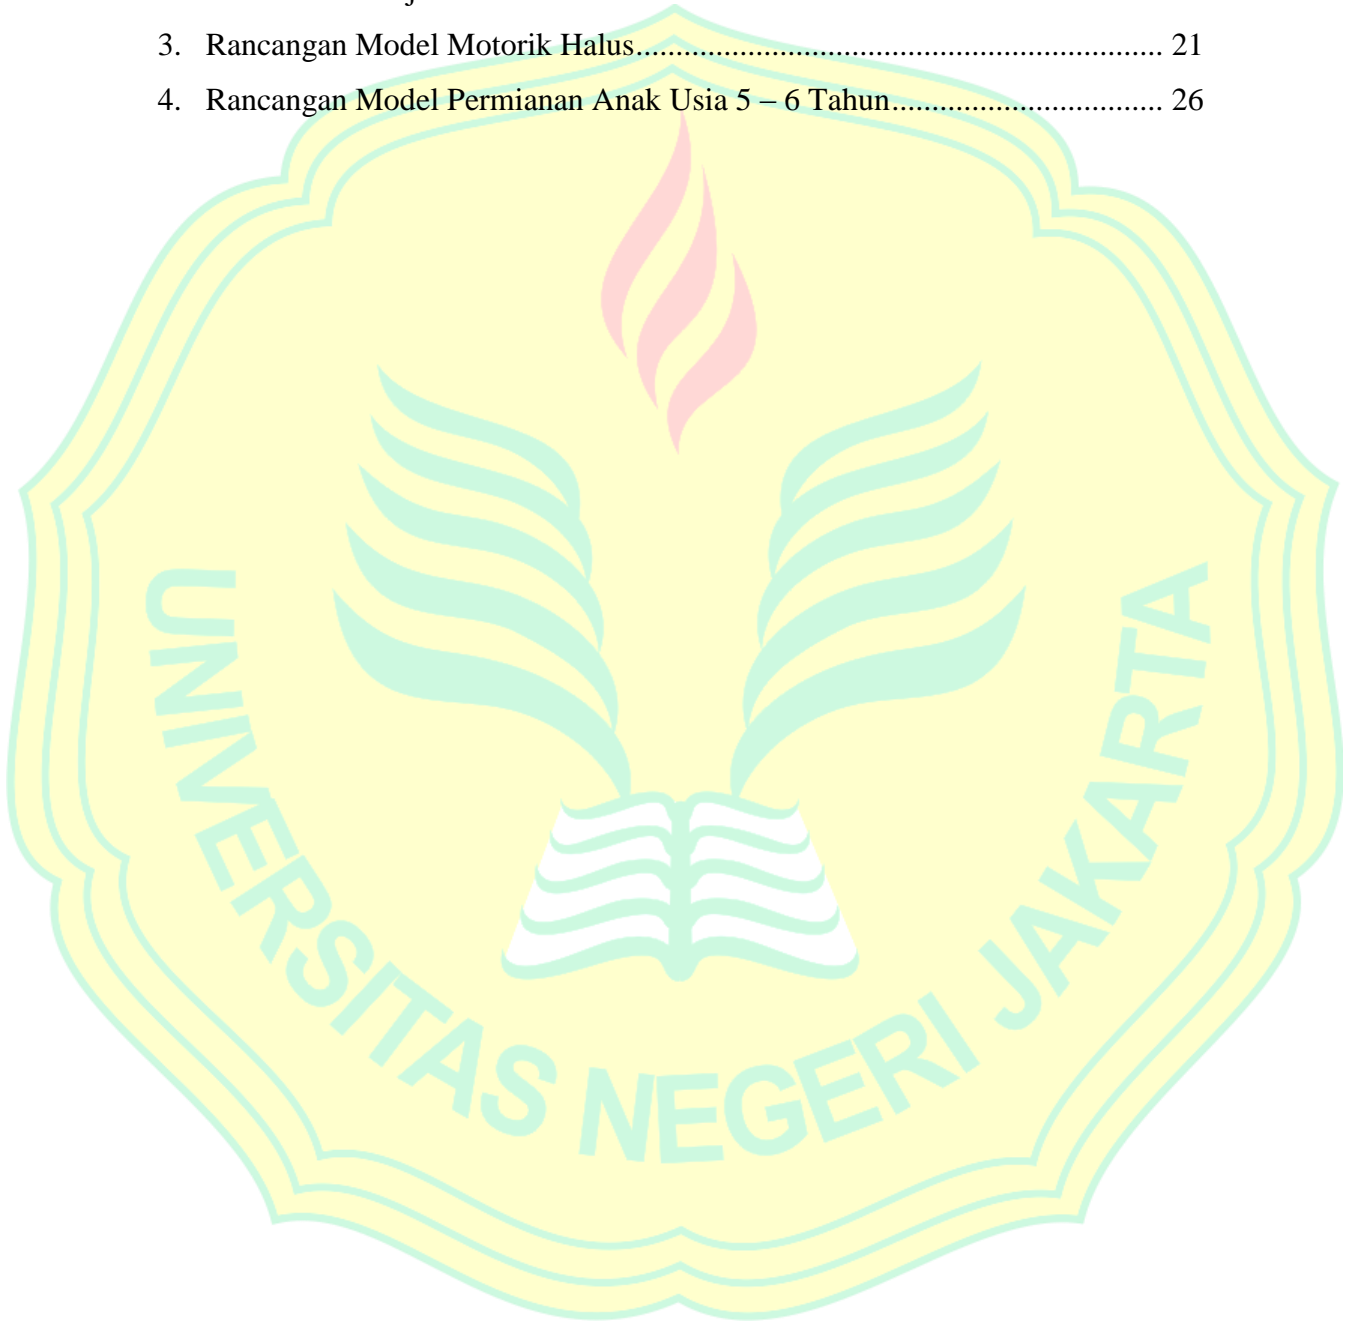 3. Rancangan Model Motorik Halus.................................................................. 21
4. Rancangan Model Permianan Anak Usia 5 – 6 Tahun.................................. 26
UNIVERSITAS NEGERI JAKARTA